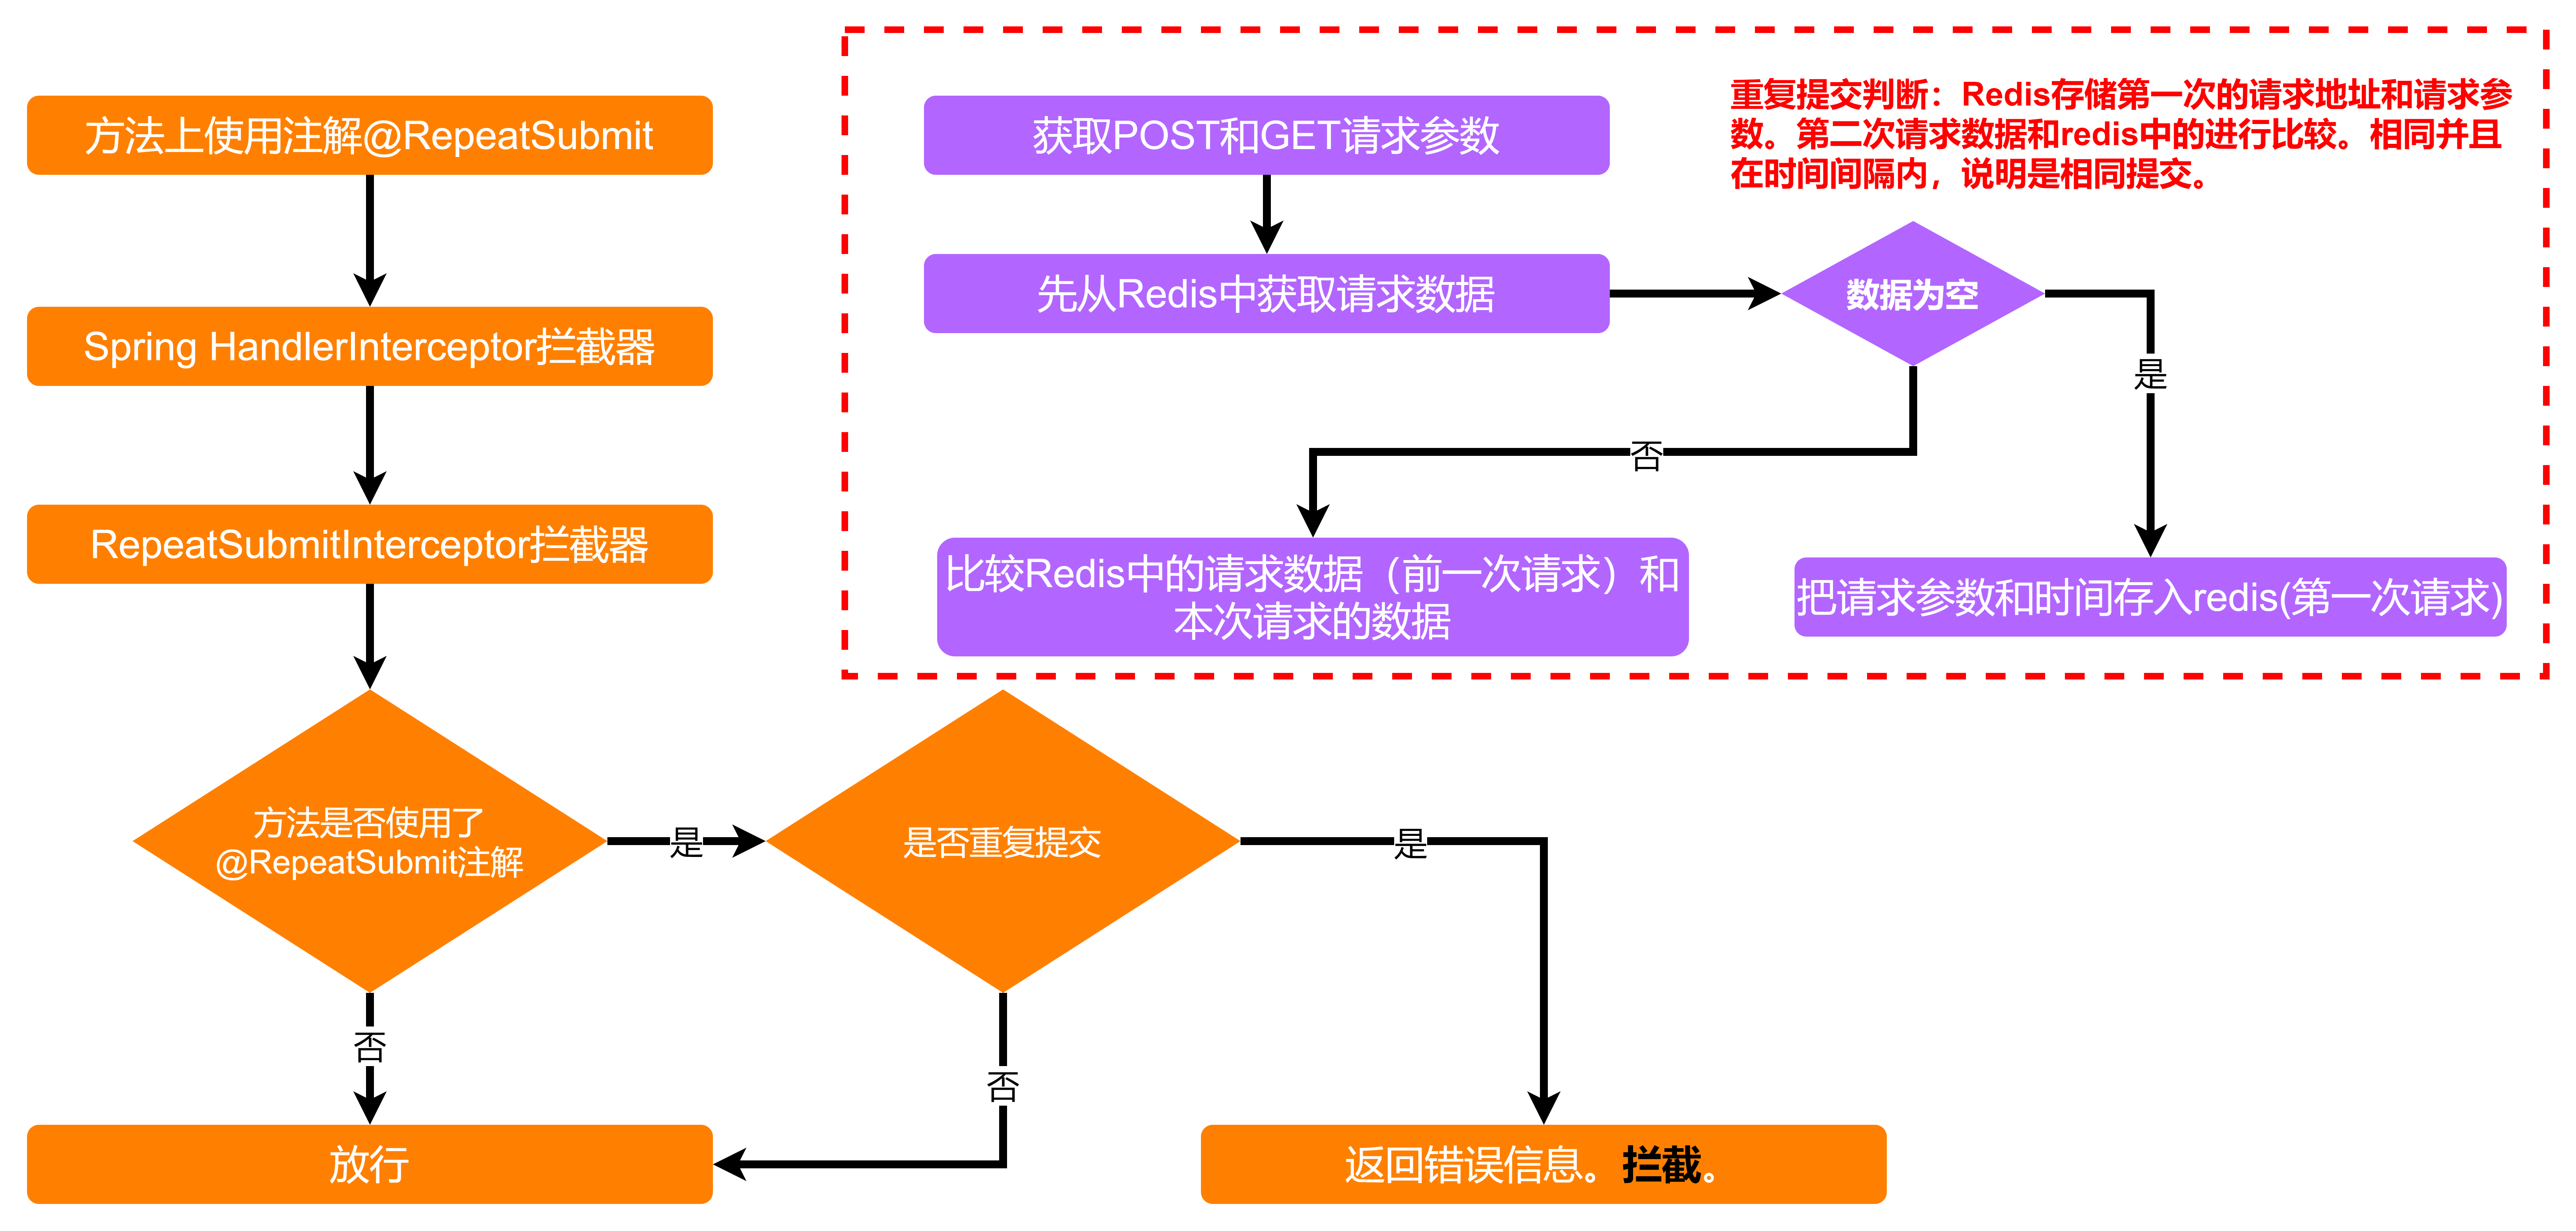 方法上使用注解@RepeatSubmit
Spring HandlerInterceptor拦截器
RepeatSubmitInterceptor拦截器
方法是否使用了
@RepeatSubmit注解
是
否
放行
是否重复提交
是
否
返回错误信息。拦截。
获取POST和GET请求参数
先从Redis中获取请求数据
重复提交判断：Redis存储第一次的请求地址和请求参
数。第二次请求数据和redis中的进行比较。相同并且
在时间间隔内，说明是相同提交。
数据为空
是
否
比较Redis中的请求数据（前一次请求）和
本次请求的数据
把请求参数和时间存入redis(第一次请求)